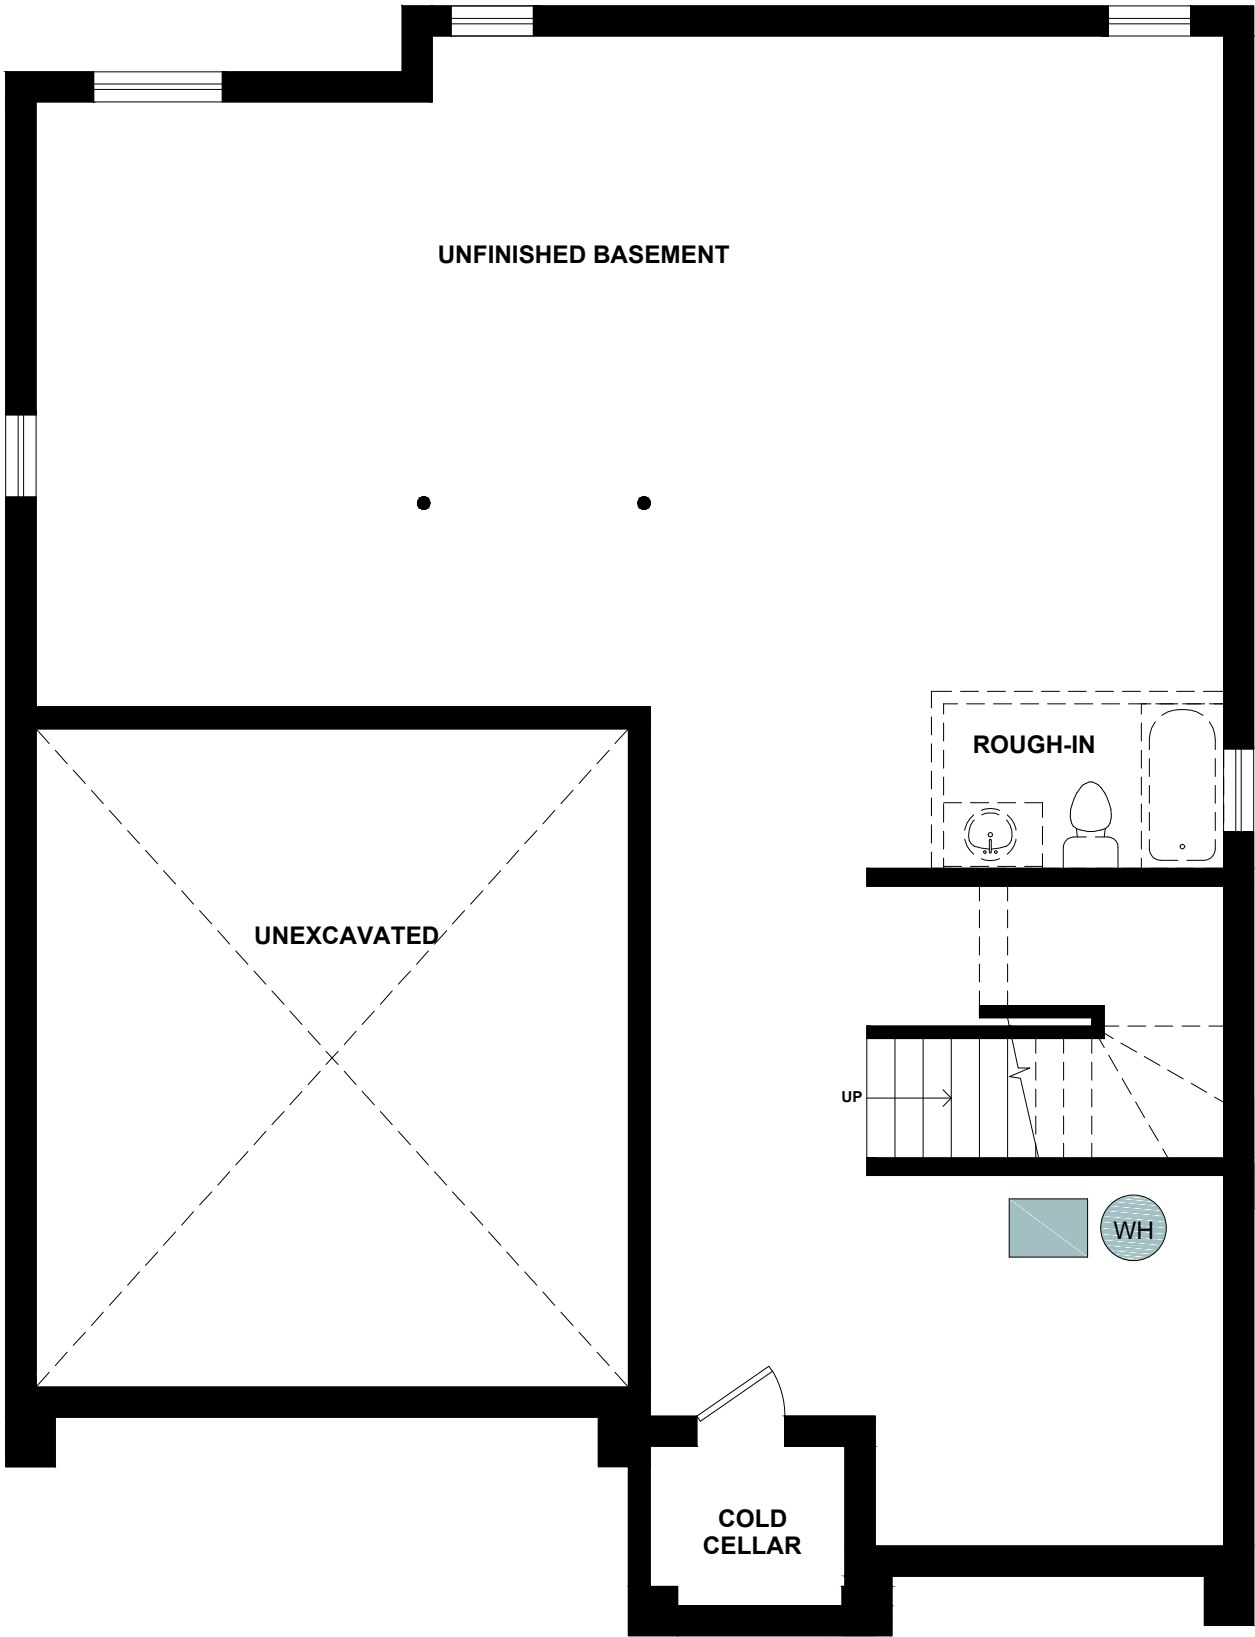 UNFINISHED BASEMENT
ROUGH-IN
UNEXCAVATED
UP
WH
COLD
CELLAR